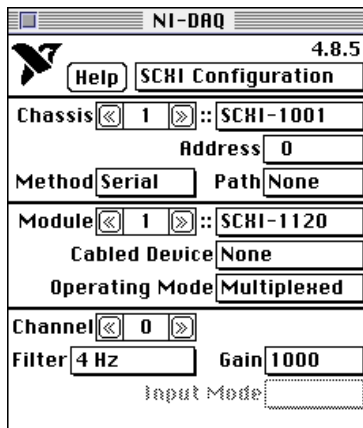 NI-DAQ
4.8.5
Help SCXI Configuration
Chassis « 1 » :: SCXI-1001
Address 0
Method Serial Path None
Module « 1 » :: SCXI-1120
Cabled Device None
Operating Mode Multiplexed
Channel « 0 »
Filter 4 Hz Gain 1000
Input Mode